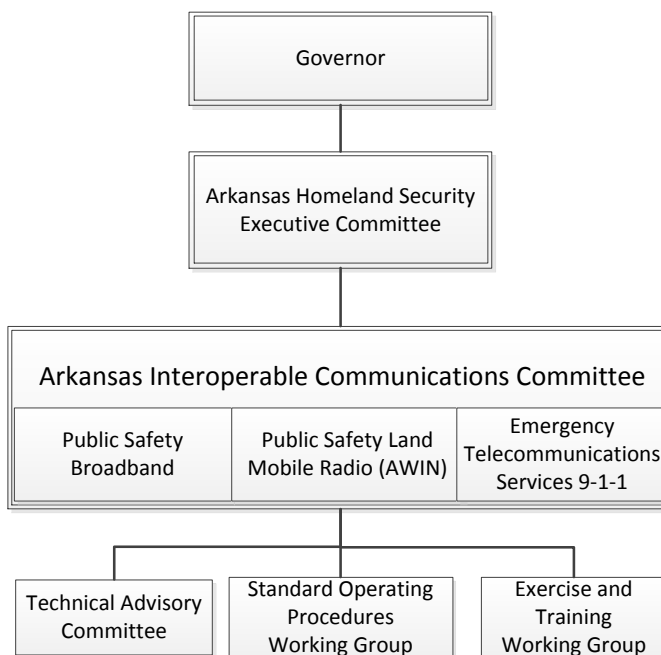 Governor
Arkansas Homeland Security
Executive Committee
Arkansas Interoperable Communications Committee
Public Safety
Broadband
Public Safety Land
Mobile Radio (AWIN)
Emergency
Telecommunications
Services 9-1-1
Technical Advisory
Committee
Standard Operating
Procedures
Working Group
Exercise and
Training
Working Group